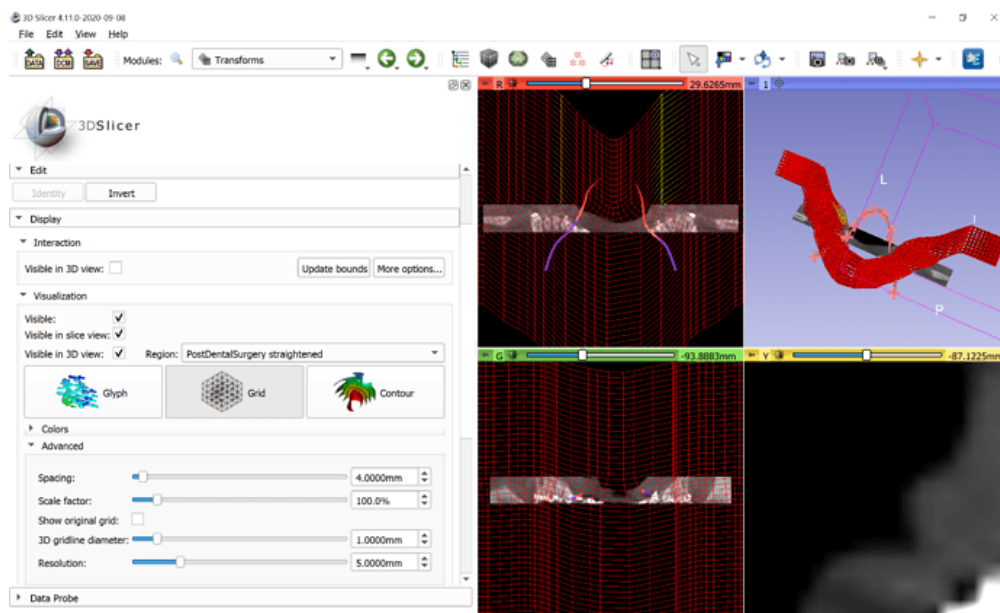 3D Slicer 4.11.0-2020-09-08
File Edit View Help
DATA DCM SAVE Modules: Transforms
R 29.6265mm 1
3DSlicer
Edit
Identity Invert
Display
Interaction
Visible in 3D view: Update bounds More options...
Visualization
Visible:
Visible in slice view:
Visible in 3D view: Region: PostDentalSurgery straightened
Glyph Grid Contour
Colors
Advanced
Spacing: 4.0000mm
Scale factor: 100.0%
Show original grid:
3D gridline diameter: 1.0000mm
Resolution: 5.0000mm
Data Probe
L
I
P
G -93.8883mm Y -87.1225mm